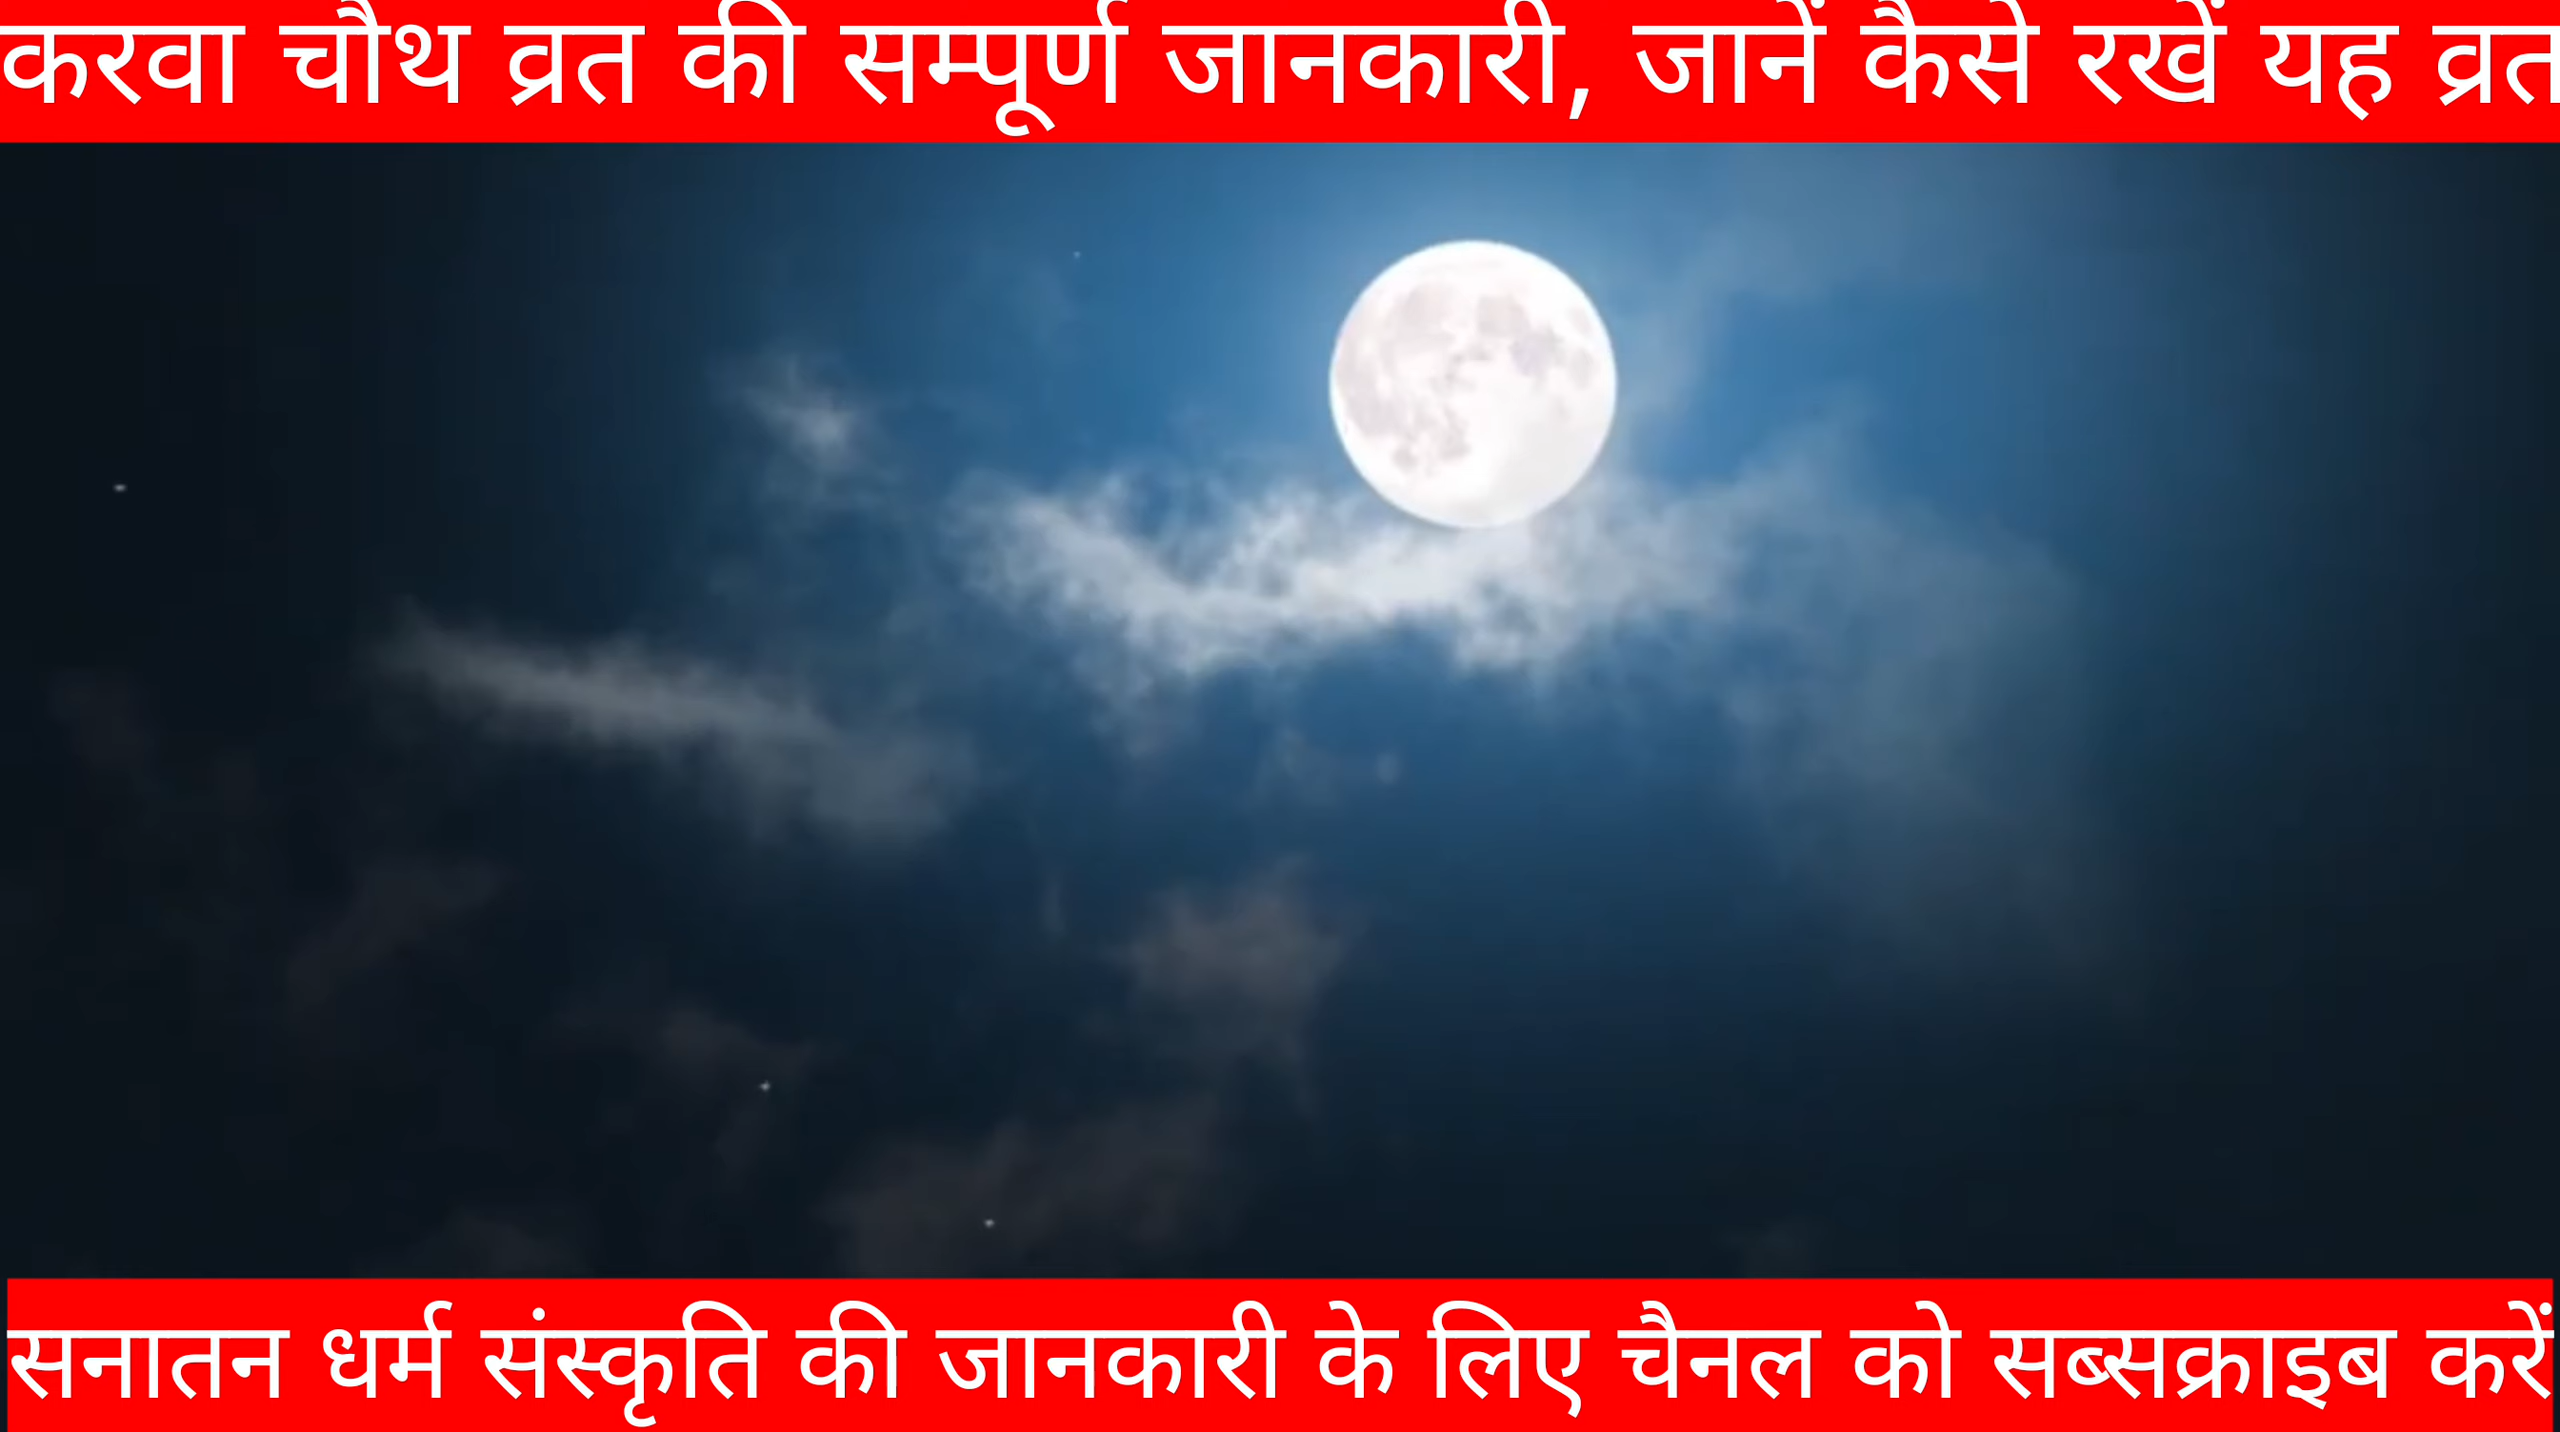 करवा चौथ व्रत की सम्पूर्ण जानकारी, जानें कैसे रखें यह व्रत
सनातन धर्म संस्कृति की जानकारी के लिए चैनल को सब्सक्राइब करें